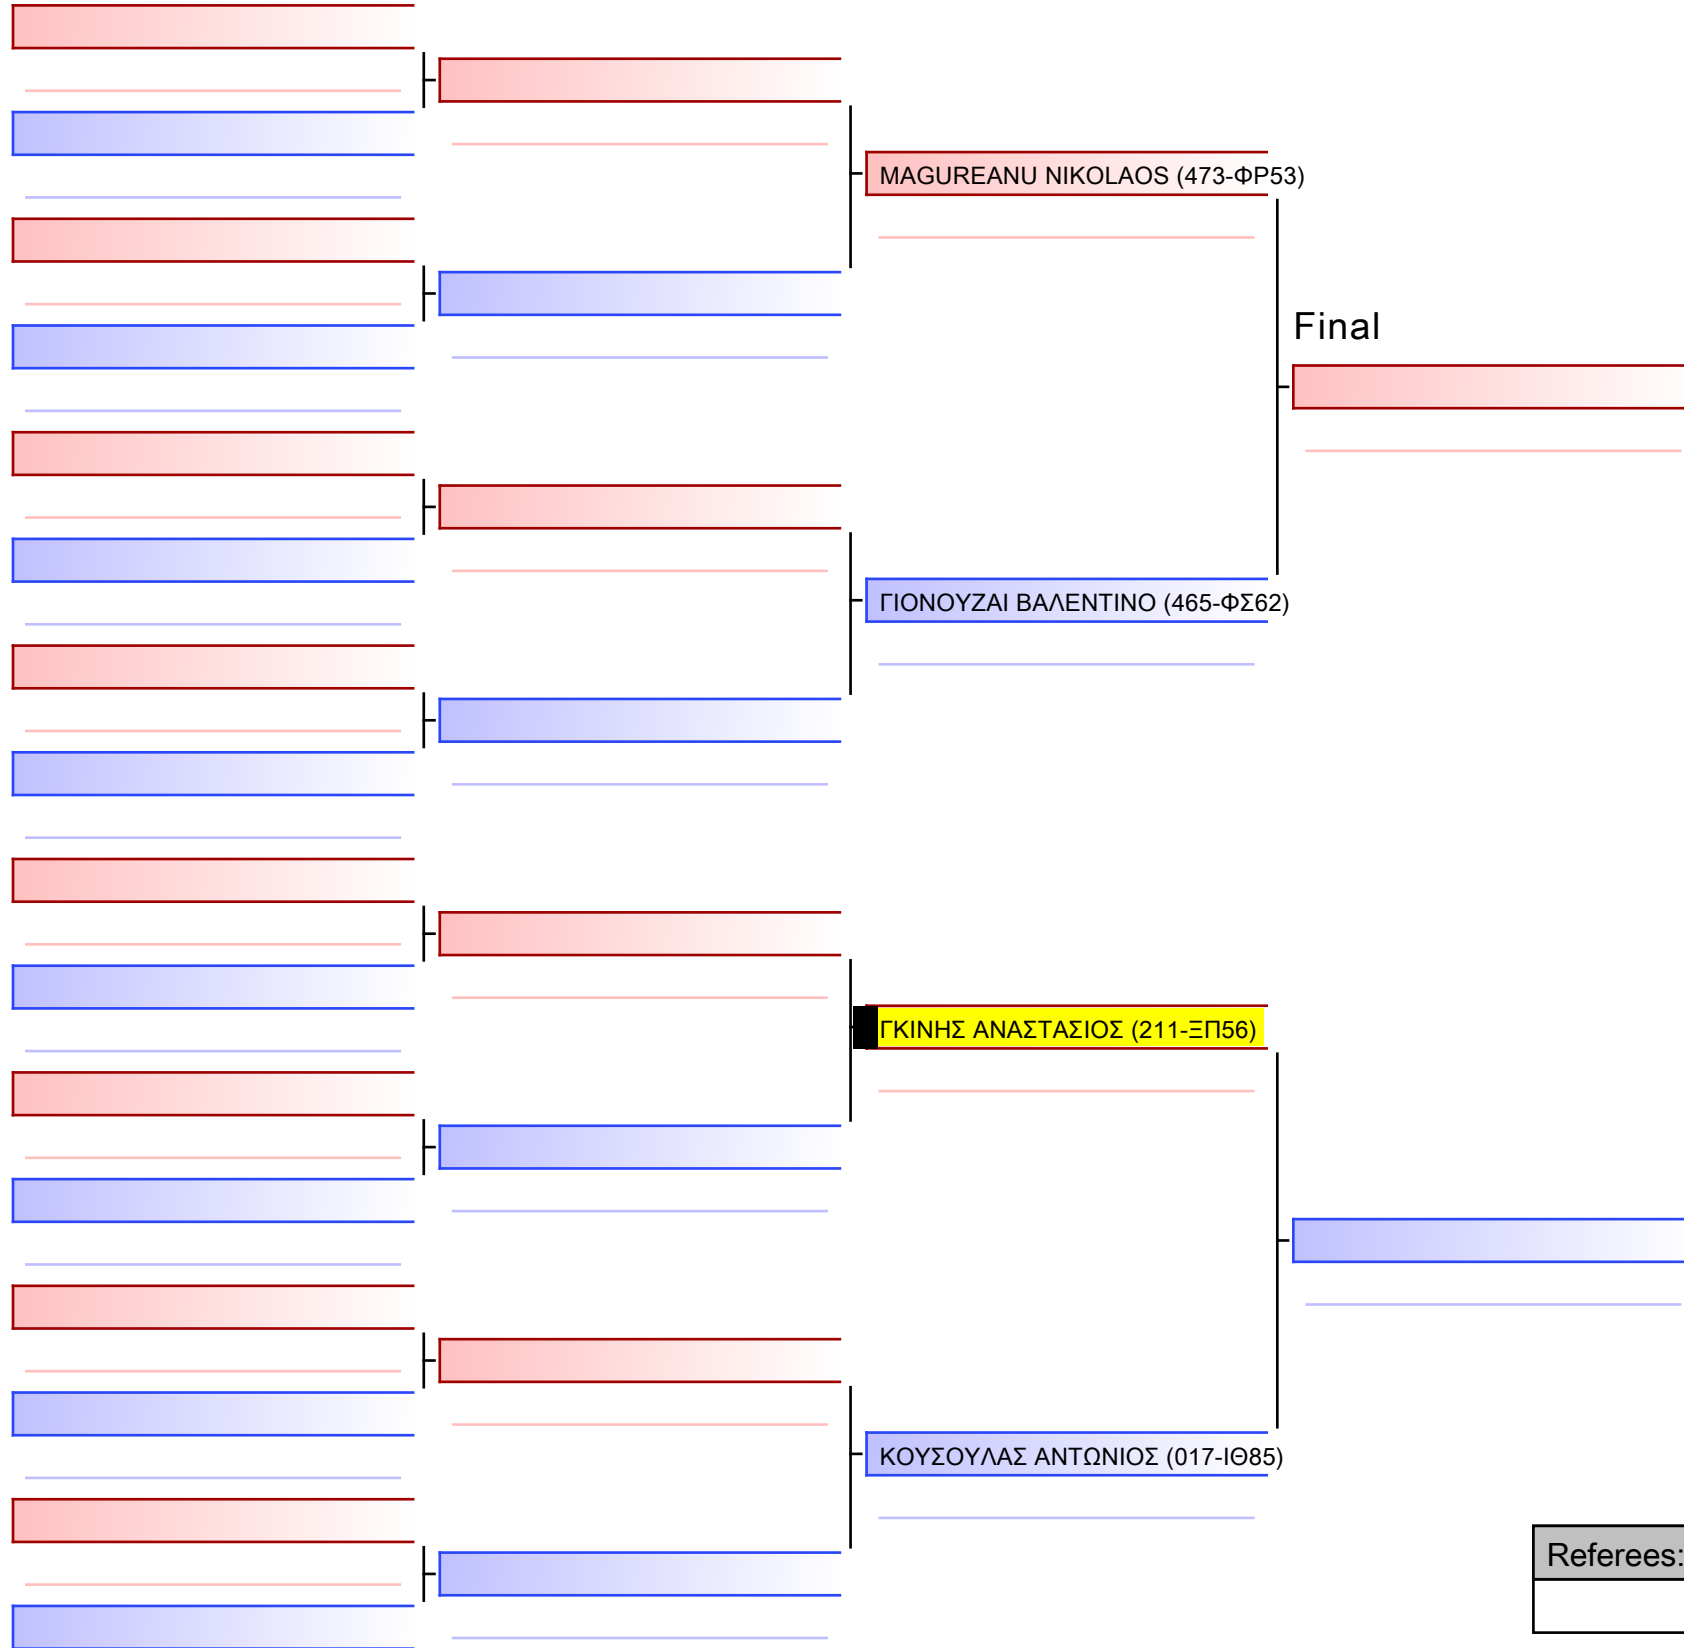 MAGUREANU NIKOLAOS (473-ΦΡ53)
Final
ΓΙΟΝΟΥΖΑΙ ΒΑΛΕΝΤΙΝΟ (465-ΦΣ62)
ΓΚΙΝΗΣ ΑΝΑΣΤΑΣΙΟΣ (211-ΞΠ56)
ΚΟΥΣΟΥΛΑΣ ΑΝΤΩΝΙΟΣ (017-ΙΘ85)
Referees: